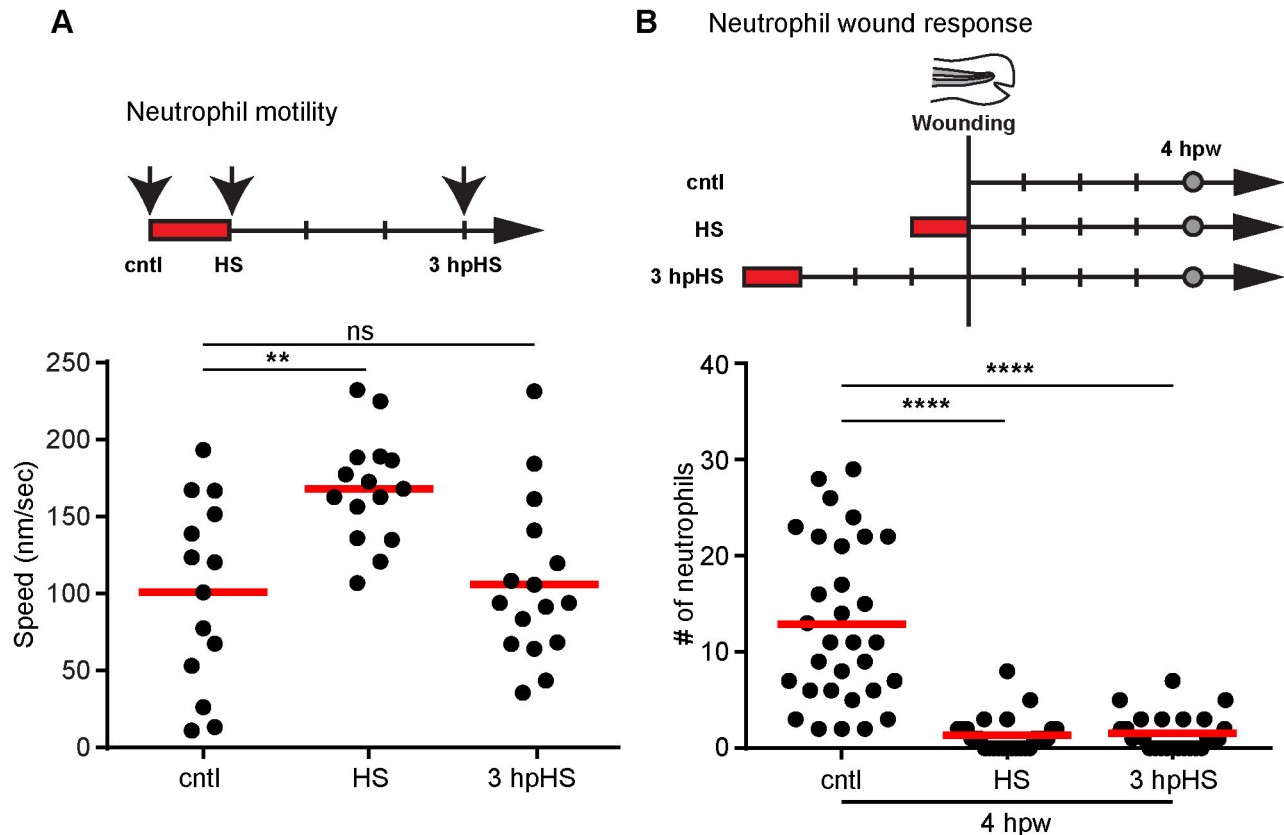 A
Neutrophil motility
cntl HS 3 hpHS
ns
**
250
200
150
100
50
0
Speed (nm/sec)
cntl HS 3 hpHS
B
Neutrophil wound response
Wounding
4 hpw
cntl
HS
3 hpHS
****
****
40
30
20
10
0
# of neutrophils
cntl HS 3 hpHS
4 hpw